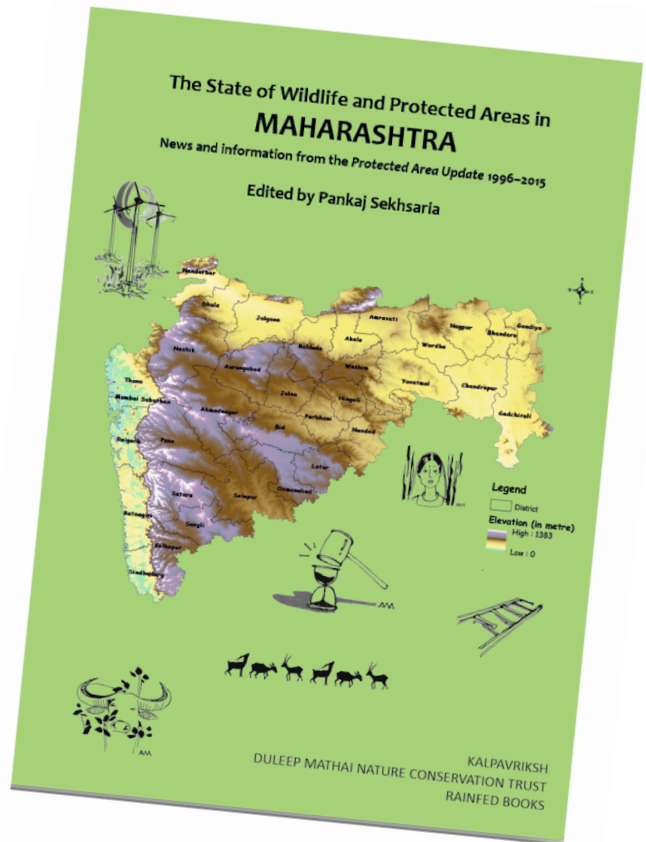 The State of Wildlife and Protected Areas in
MAHARASHTRA
News and information from the Protected Area Update 1996–2015
Edited by Pankaj Sekhsaria
Nandurbar
Dhule
Jalgaon
Amravati
Nagpur
Bhandara
Gondiya
Akola
Wardha
Nashik
Buldana
Aurangabad
Washim
Yavatmal
Chandrapur
Thane
Jalna
Hingoli
Mumbai Suburban
Ahmadnagar
Parbhani
Gadchiroli
Bid
Nanded
Raigarh
Pune
Latur
Osmanabad
Satara
Solapur
Ratnagiri
Sangli
Kolhapur
Sindhudurg
Legend
District
Elevation (in metre)
High : 1383
Low : 0
KALPAVRIKSH
DULEEP MATHAI NATURE CONSERVATION TRUST
RAINFED BOOKS